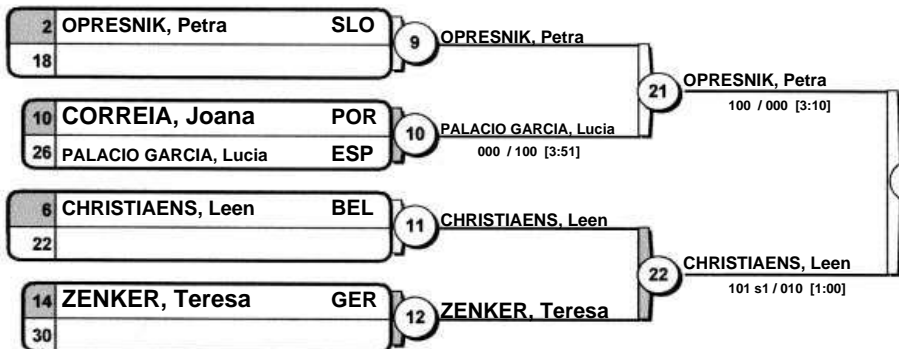 2 OPRESNIK, Petra SLO
18
9
OPRESNIK, Petra
10 CORREIA, Joana POR
26 PALACIO GARCIA, Lucia ESP
10
PALACIO GARCIA, Lucia
000 / 100 [3:51]
21
OPRESNIK, Petra
100 / 000 [3:10]
6 CHRISTIAENS, Leen BEL
22
11
CHRISTIAENS, Leen
14 ZENKER, Teresa GER
30
12
ZENKER, Teresa
22
CHRISTIAENS, Leen
101 s1 / 010 [1:00]